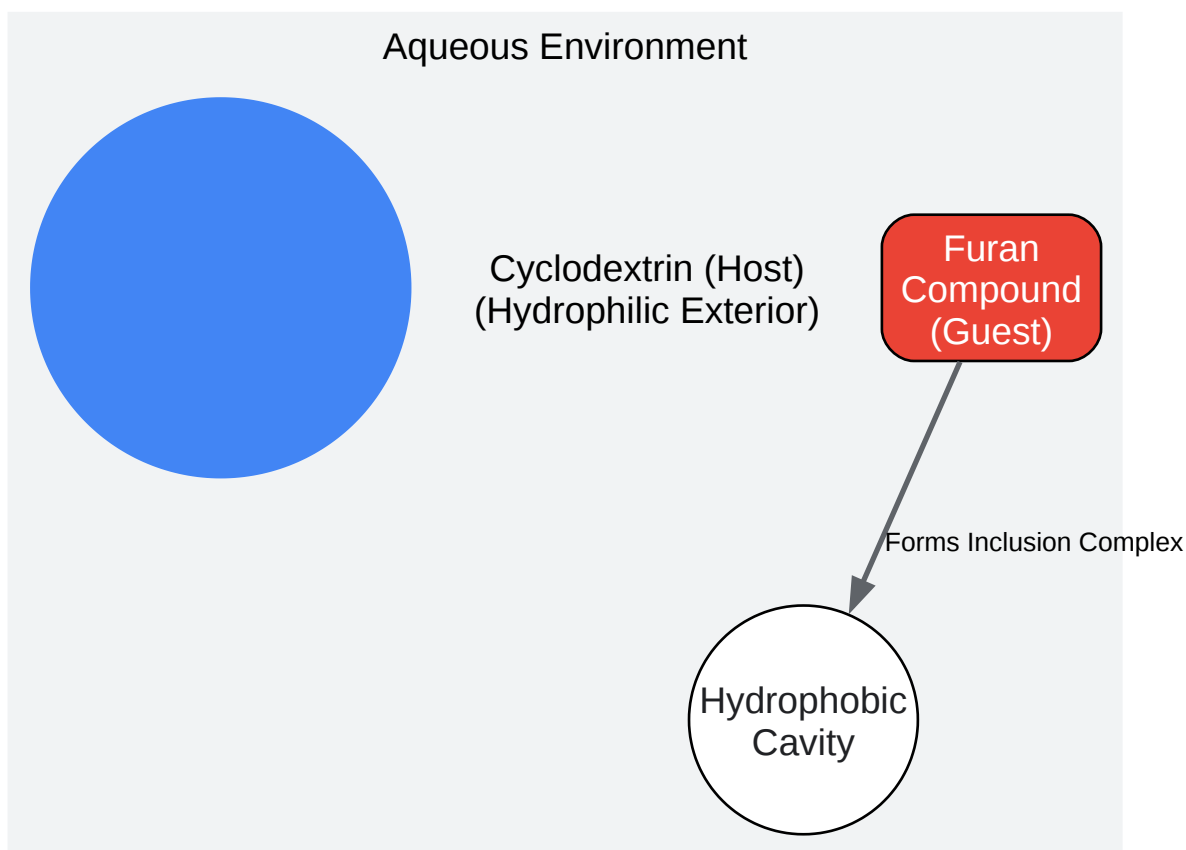 Aqueous Environment
Cyclodextrin (Host)
(Hydrophilic Exterior)
Furan
Compound
(Guest)
Forms Inclusion Complex
Hydrophobic
Cavity